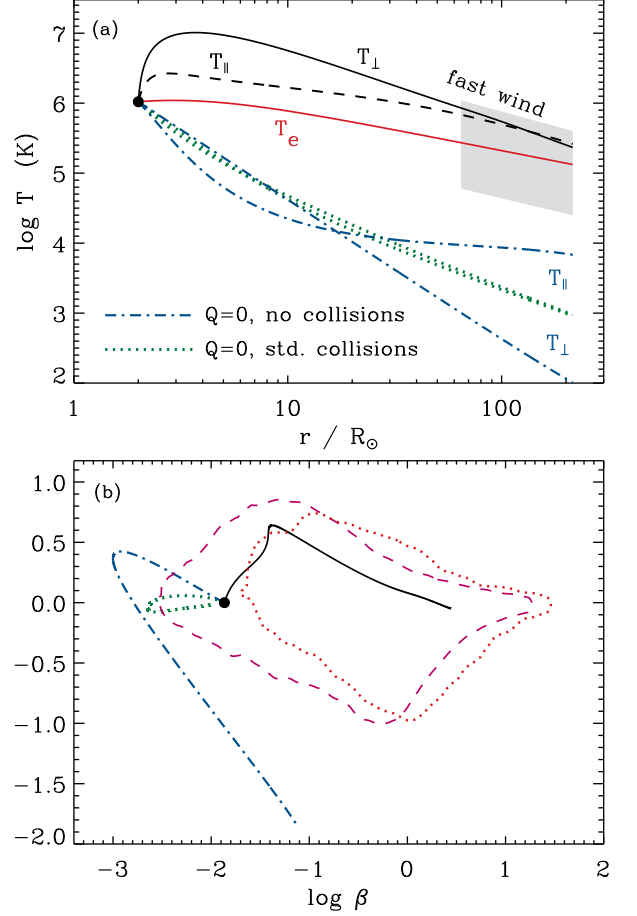 (a)
7
6
5
4
3
2
log T (K)
T∥
T⊥
fast wind
Te
T∥
T⊥
Q=0, no collisions
Q=0, std. collisions
1
10
100
r / R☉
(b)
1.0
0.5
0.0
−0.5
−1.0
−1.5
−2.0
−3
−2
−1
0
1
2
log β